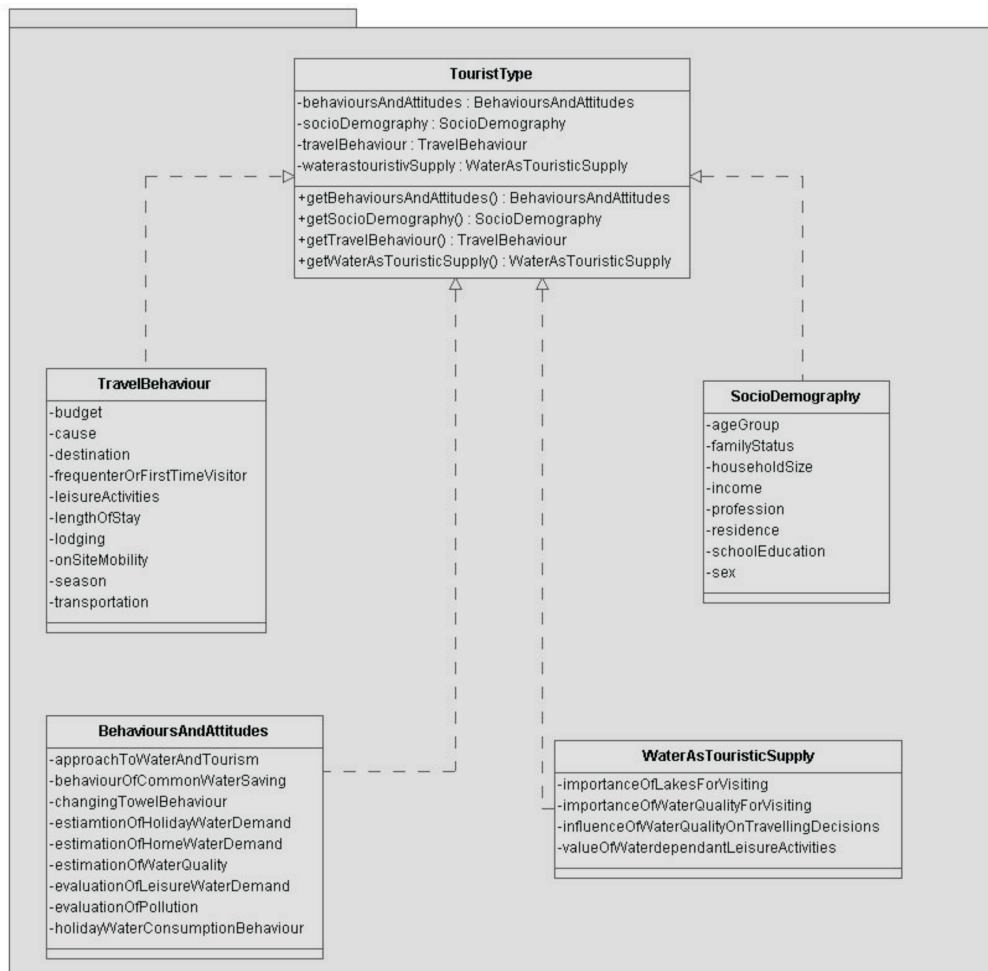 TouristType
-behavioursAndAttitudes : BehavioursAndAttitudes
-socioDemography : SocioDemography
-travelBehaviour : TravelBehaviour
-waterastouristivSupply : WaterAsTouristicSupply
+getBehavioursAndAttitudes() : BehavioursAndAttitudes
+getSocioDemography() : SocioDemography
+getTravelBehaviour() : TravelBehaviour
+getWaterAsTouristicSupply() : WaterAsTouristicSupply
TravelBehaviour
-budget
-cause
-destination
-frequenterOrFirstTimeVisitor
-leisureActivities
-lengthOfStay
-lodging
-onSiteMobility
-season
-transportation
SocioDemography
-ageGroup
-familyStatus
-householdSize
-income
-profession
-residence
-schoolEducation
-sex
BehavioursAndAttitudes
-approachToWaterAndTourism
-behaviourOfCommonWaterSaving
-changingTowelBehaviour
-estiamtionOfHolidayWaterDemand
-estimationOfHomeWaterDemand
-estimationOfWaterQuality
-evaluationOfLeisureWaterDemand
-evaluationOfPollution
-holidayWaterConsumptionBehaviour
WaterAsTouristicSupply
-importanceOfLakesForVisiting
-importanceOfWaterQualityForVisiting
-influenceOfWaterQualityOnTravellingDecisions
-valueOfWaterdependantLeisureActivities